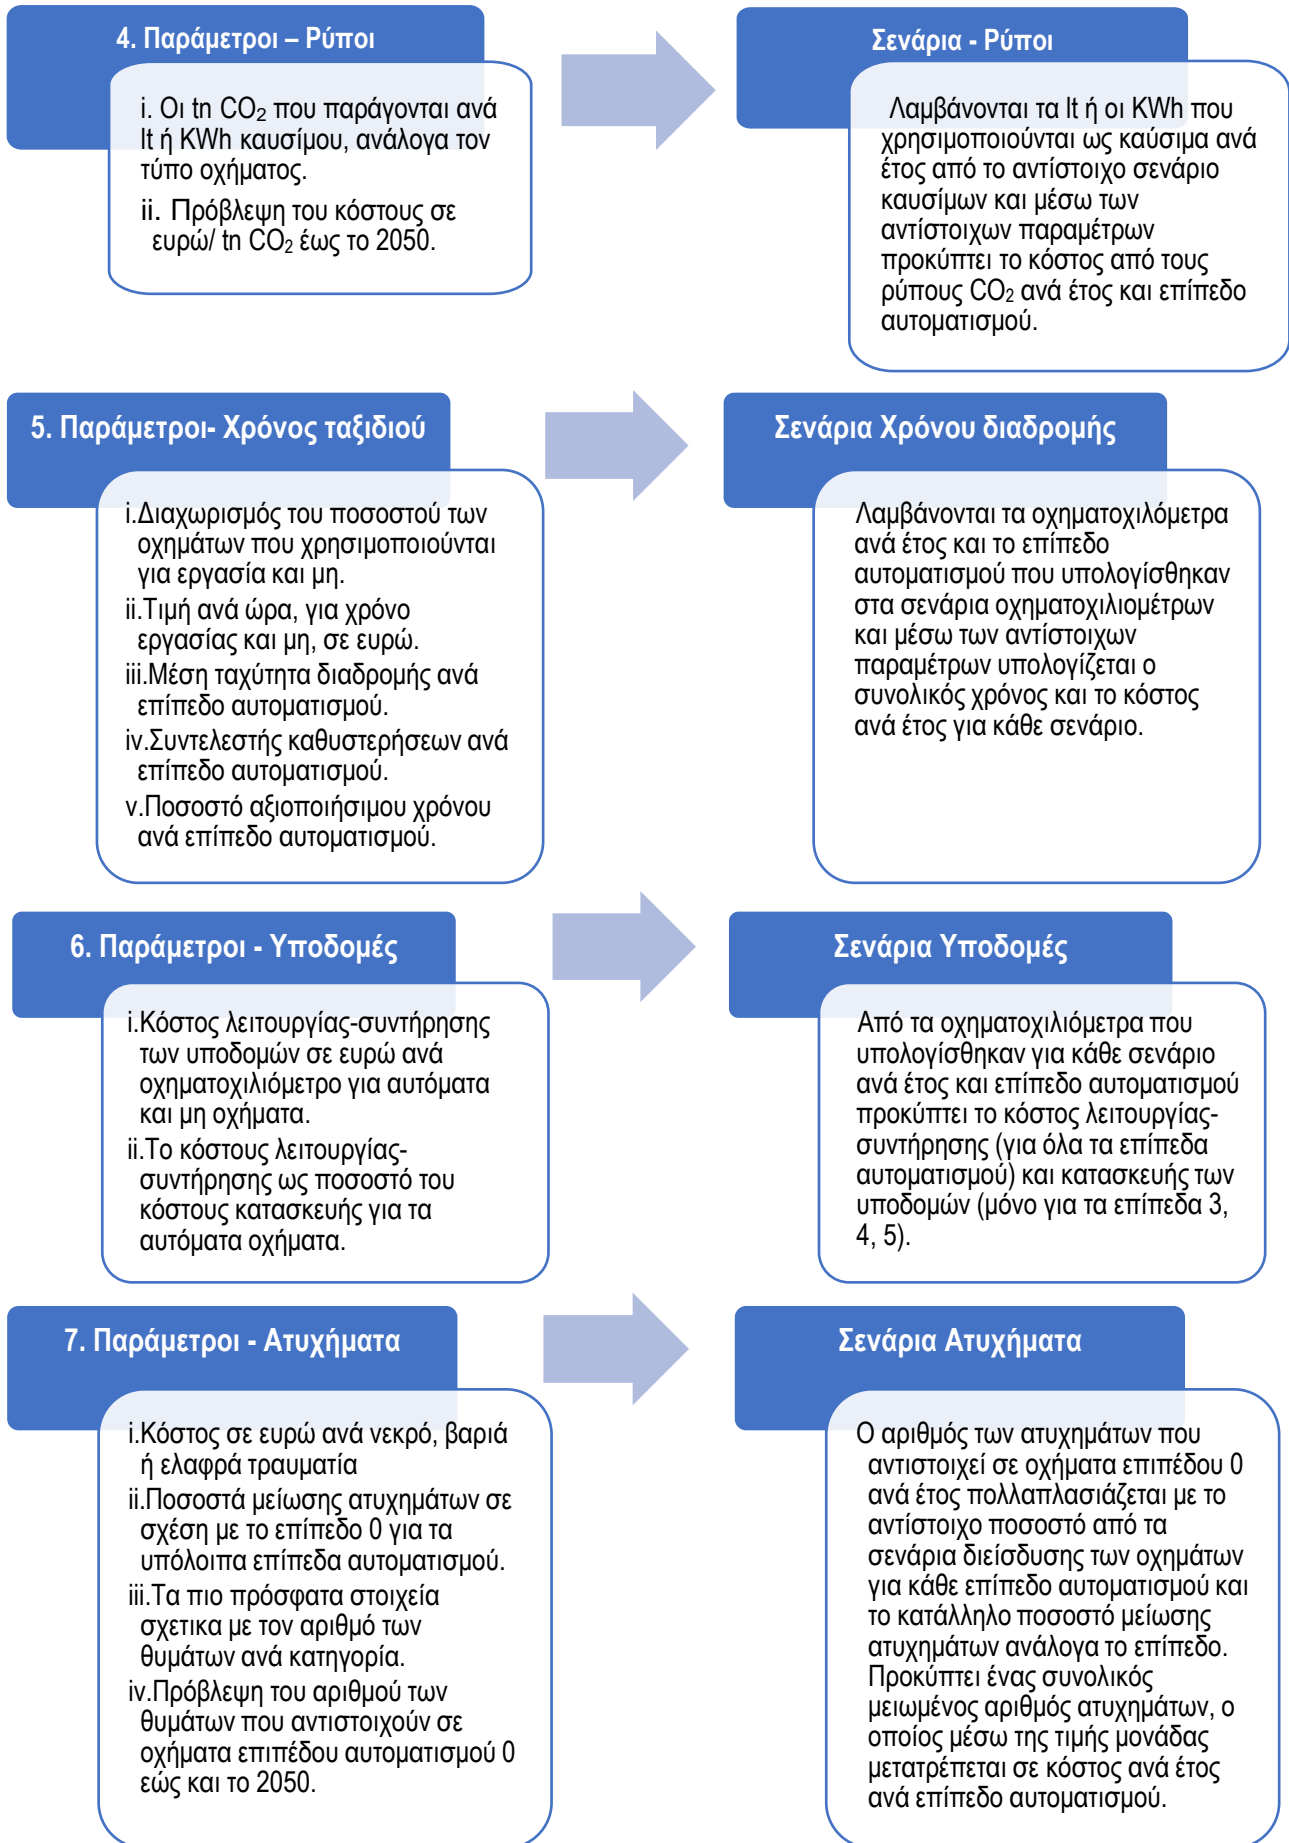 4. Παράμετροι – Ρύποι
i. Οι tn CO₂ που παράγονται ανά
lt ή KWh καυσίμου, ανάλογα τον
τύπο οχήματος.
ii. Πρόβλεψη του κόστους σε
ευρώ/ tn CO₂ έως το 2050.
Σενάρια - Ρύποι
Λαμβάνονται τα lt ή οι KWh που
χρησιμοποιούνται ως καύσιμα ανά
έτος από το αντίστοιχο σενάριο
καυσίμων και μέσω των
αντίστοιχων παραμέτρων
προκύπτει το κόστος από τους
ρύπους CO₂ ανά έτος και επίπεδο
αυτοματισμού.
5. Παράμετροι- Χρόνος ταξιδιού
i.Διαχωρισμός του ποσοστού των
οχημάτων που χρησιμοποιούνται
για εργασία και μη.
ii.Τιμή ανά ώρα, για χρόνο
εργασίας και μη, σε ευρώ.
iii.Μέση ταχύτητα διαδρομής ανά
επίπεδο αυτοματισμού.
iv.Συντελεστής καθυστερήσεων ανά
επίπεδο αυτοματισμού.
v.Ποσοστό αξιοποιήσιμου χρόνου
ανά επίπεδο αυτοματισμού.
Σενάρια Χρόνου διαδρομής
Λαμβάνονται τα οχηματοχιλόμετρα
ανά έτος και το επίπεδο
αυτοματισμού που υπολογίσθηκαν
στα σενάρια οχηματοχιλιομέτρων
και μέσω των αντίστοιχων
παραμέτρων υπολογίζεται ο
συνολικός χρόνος και το κόστος
ανά έτος για κάθε σενάριο.
6. Παράμετροι - Υποδομές
i.Κόστος λειτουργίας-συντήρησης
των υποδομών σε ευρώ ανά
οχηματοχιλιόμετρο για αυτόματα
και μη οχήματα.
ii.Το κόστους λειτουργίας-
συντήρησης ως ποσοστό του
κόστους κατασκευής για τα
αυτόματα οχήματα.
Σενάρια Υποδομές
Από τα οχηματοχιλιόμετρα που
υπολογίσθηκαν για κάθε σενάριο
ανά έτος και επίπεδο αυτοματισμού
προκύπτει το κόστος λειτουργίας-
συντήρησης (για όλα τα επίπεδα
αυτοματισμού) και κατασκευής των
υποδομών (μόνο για τα επίπεδα 3,
4, 5).
7. Παράμετροι - Ατυχήματα
i.Κόστος σε ευρώ ανά νεκρό, βαριά
ή ελαφρά τραυματία
ii.Ποσοστά μείωσης ατυχημάτων σε
σχέση με το επίπεδο 0 για τα
υπόλοιπα επίπεδα αυτοματισμού.
iii.Τα πιο πρόσφατα στοιχεία
σχετικα με τον αριθμό των
θυμάτων ανά κατηγορία.
iv.Πρόβλεψη του αριθμού των
θυμάτων που αντιστοιχούν σε
οχήματα επιπέδου αυτοματισμού 0
εώς και το 2050.
Σενάρια Ατυχήματα
Ο αριθμός των ατυχημάτων που
αντιστοιχεί σε οχήματα επιπέδου 0
ανά έτος πολλαπλασιάζεται με το
αντίστοιχο ποσοστό από τα
σενάρια διείσδυσης των οχημάτων
για κάθε επίπεδο αυτοματισμού και
το κατάλληλο ποσοστό μείωσης
ατυχημάτων ανάλογα το επίπεδο.
Προκύπτει ένας συνολικός
μειωμένος αριθμός ατυχημάτων, ο
οποίος μέσω της τιμής μονάδας
μετατρέπεται σε κόστος ανά έτος
ανά επίπεδο αυτοματισμού.